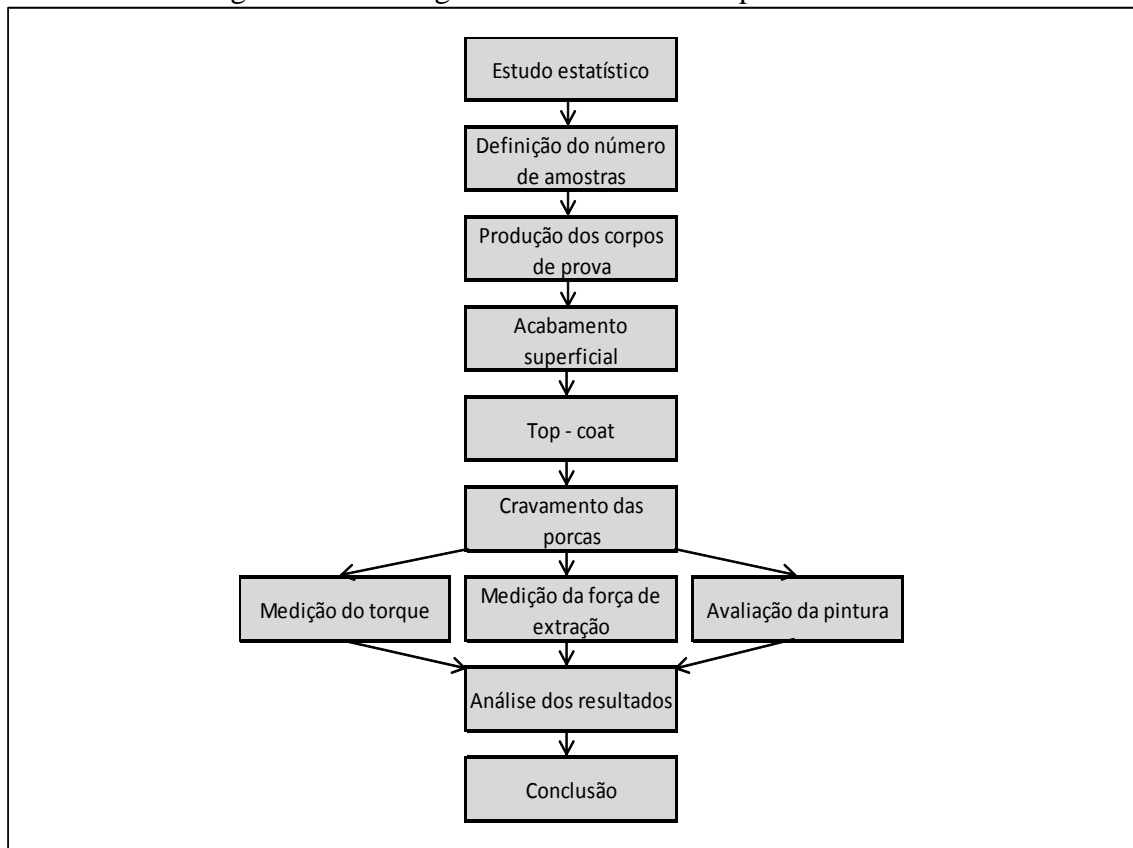 Estudo estatístico
Definição do número
de amostras
Produção dos corpos
de prova
Acabamento
superficial
Top - coat
Cravamento das
porcas
Medição do torque
Medição da força de
extração
Avaliação da pintura
Análise dos resultados
Conclusão